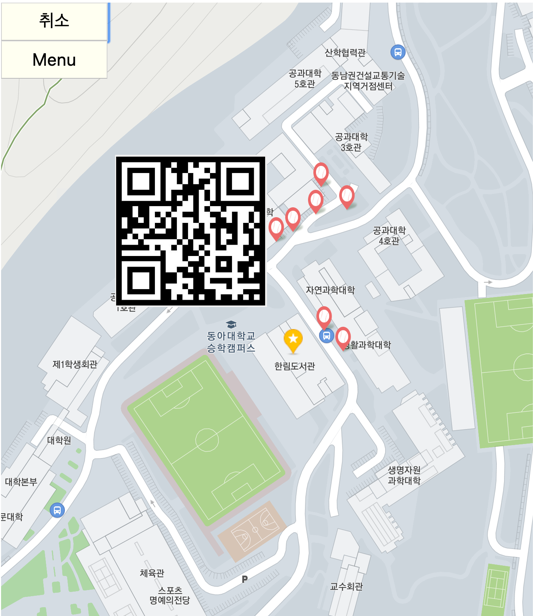 취소
Menu
산학협력관
공과대학
5호관
동남권건설교통기술
지역거점센터
공과대학
3호관
학
공과대학
4호관
자연과학대학
공
1호관
동아대학교
승학캠퍼스
활과학대학
한림도서관
제1학생회관
대학원
생명자원
과학대학
대학본부
문대학
체육관
P
스포츠
명예의전당
교수회관